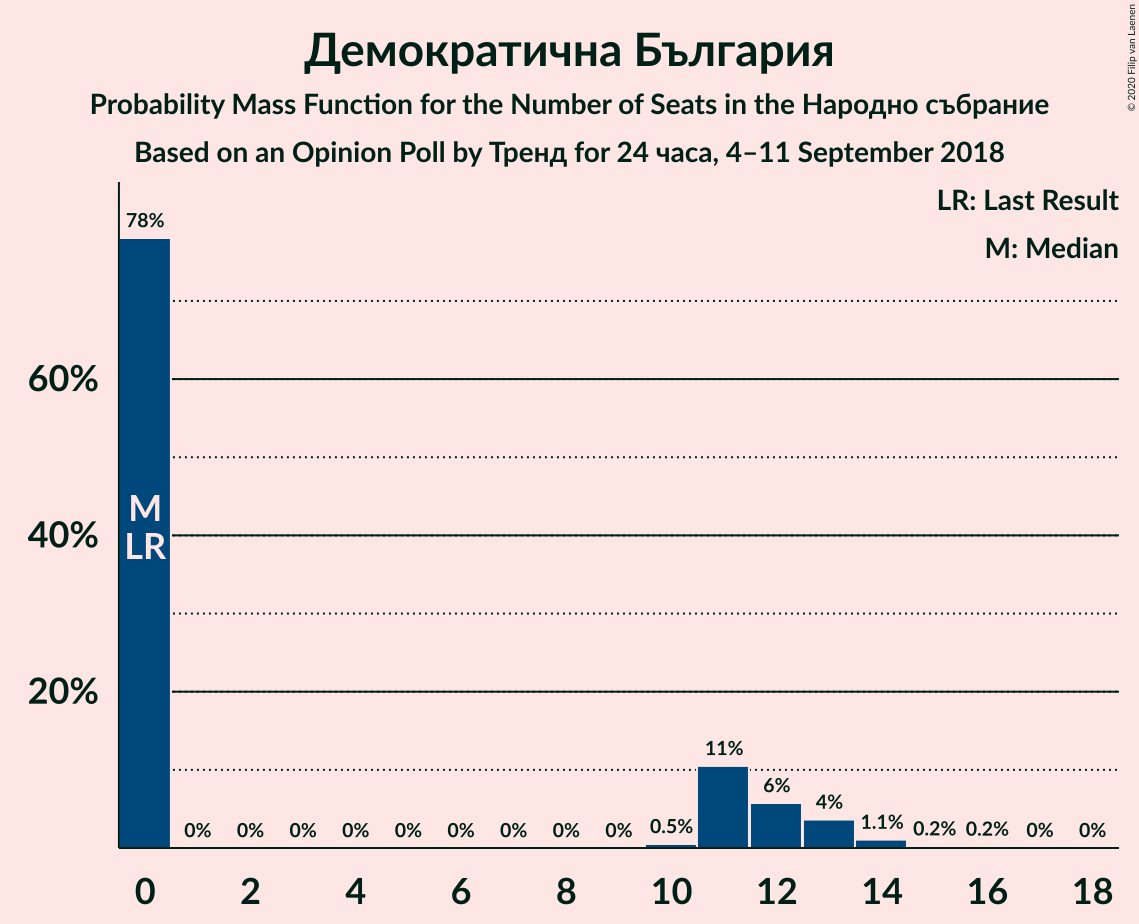 Демократична България
Probability Mass Function for the Number of Seats in the Народно събрание
Based on an Opinion Poll by Тренд for 24 часа, 4–11 September 2018
© 2020 Filip van Laenen
LR: Last Result
M: Median
78%
60%
40%
20%
M
LR
0% 0% 0% 0% 0% 0% 0% 0% 0% 0.5% 11% 6% 4% 1.1% 0.2% 0.2% 0% 0%
0 2 4 6 8 10 12 14 16 18